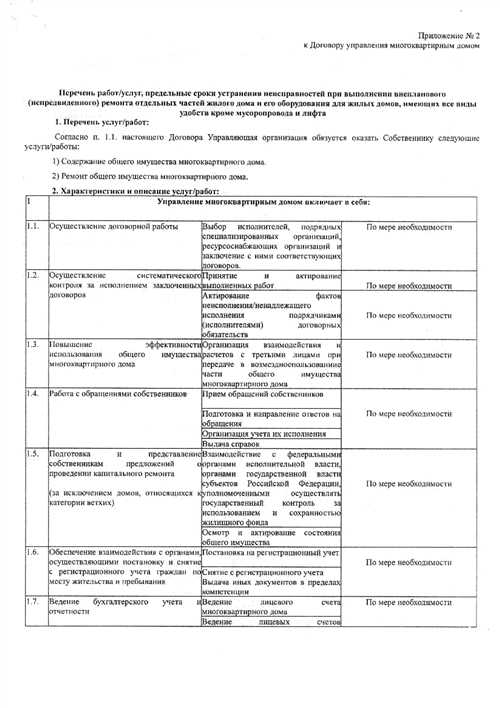 Приложение № 2
к Договору управления многоквартирным домом
Перечень работ/услуг, предельные сроки устранения неисправностей при выполнении внепланового
(непредвиденного) ремонта отдельных частей жилого дома и его оборудования для жилых домов, имеющих все виды
удобств кроме мусоропровода и лифта
1. Перечень услуг/работ:
Согласно п. 1.1. настоящего Договора Управляющая организация обязуется оказать Собственнику следующие
услуги/работы:
1) Содержание общего имущества многоквартирного дома.
2) Ремонт общего имущества многоквартирного дома.
2. Характеристики и описание услуг/работ:
1 Управление многоквартирным домом включает в себя:
1.1. Осуществление договорной работы
Выбор исполнителей, подрядных
специализированных организаций,
ресурсоснабжающих организаций и
заключение с ними соответствующих
договоров.
По мере необходимости
1.2. Осуществление систематического
контроля за исполнением заключенных
договоров
Принятие и актирование
выполненных работ
По мере необходимости
Актирование фактов
неисполнения/ненадлежащего
исполнения подрядчиками
(исполнителями) договорных
обязательств
По мере необходимости
1.3. Повышение эффективности
использования общего имущества
многоквартирного дома
Организация взаимодействия и
расчетов с третьими лицами при
передаче в возмездноепользование
части общего имущества
многоквартирного дома
По мере необходимости
1.4. Работа с обращениями собственников
Прием обращений собственников
Подготовка и направление ответов на
обращения
Организация учета их исполнения
Выдача справок
По мере необходимости
1.5. Подготовка и представление
собственникам предложений о
проведении капитального ремонта
(за исключением домов, относящихся к
категории ветхих)
Взаимодействие с федеральными
органами исполнительной власти,
органами государственной власти
субъектов Российской Федерации,
уполномоченными осуществлять
государственный контроль за
использованием и сохранностью
жилищного фонда
Осмотр и актирование состояния
общего имущества
По мере необходимости
1.6. Обеспечение взаимодействия с органами,
осуществляющими постановку и снятие
с регистрационного учета граждан по
месту жительства и пребывания
Постановка на регистрационный учет
Снятие с регистрационного учета
Выдача иных документов в пределах
компетенции
По мере необходимости
1.7. Ведение бухгалтерского учета и
отчетности
Ведение лицевого счета
многоквартирного дома
По мере необходимости
Ведение лицевых счетов